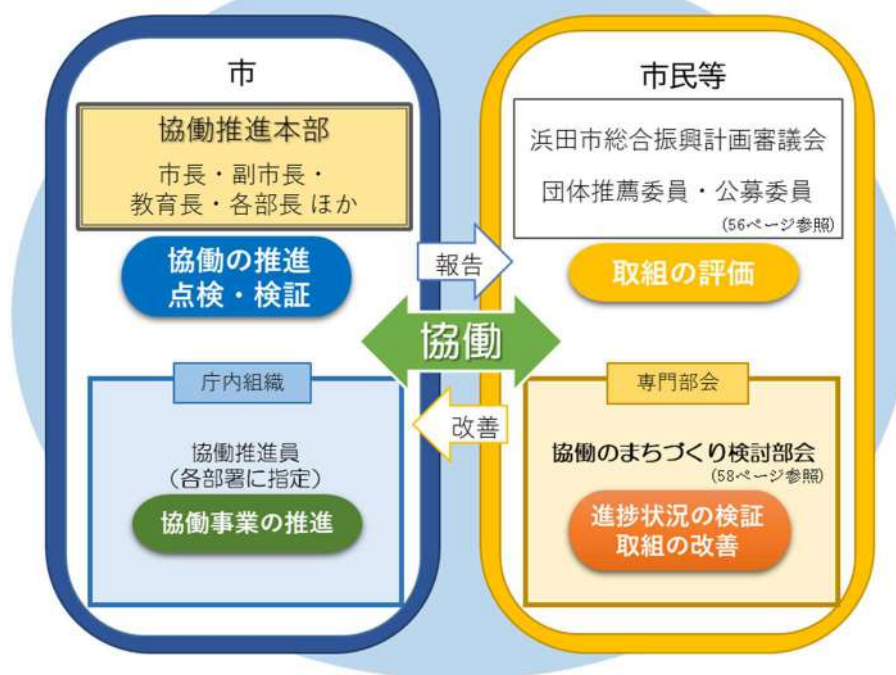 市
協働推進本部
市長・副市長・
教育長・各部長 ほか
協働の推進
点検・検証
庁内組織
協働推進員
(各部署に指定)
協働事業の推進
報告
協働
改善
市民等
浜田市総合振興計画審議会
団体推薦委員・公募委員
(56ページ参照)
取組の評価
専門部会
協働のまちづくり検討部会
(58ページ参照)
進捗状況の検証
取組の改善